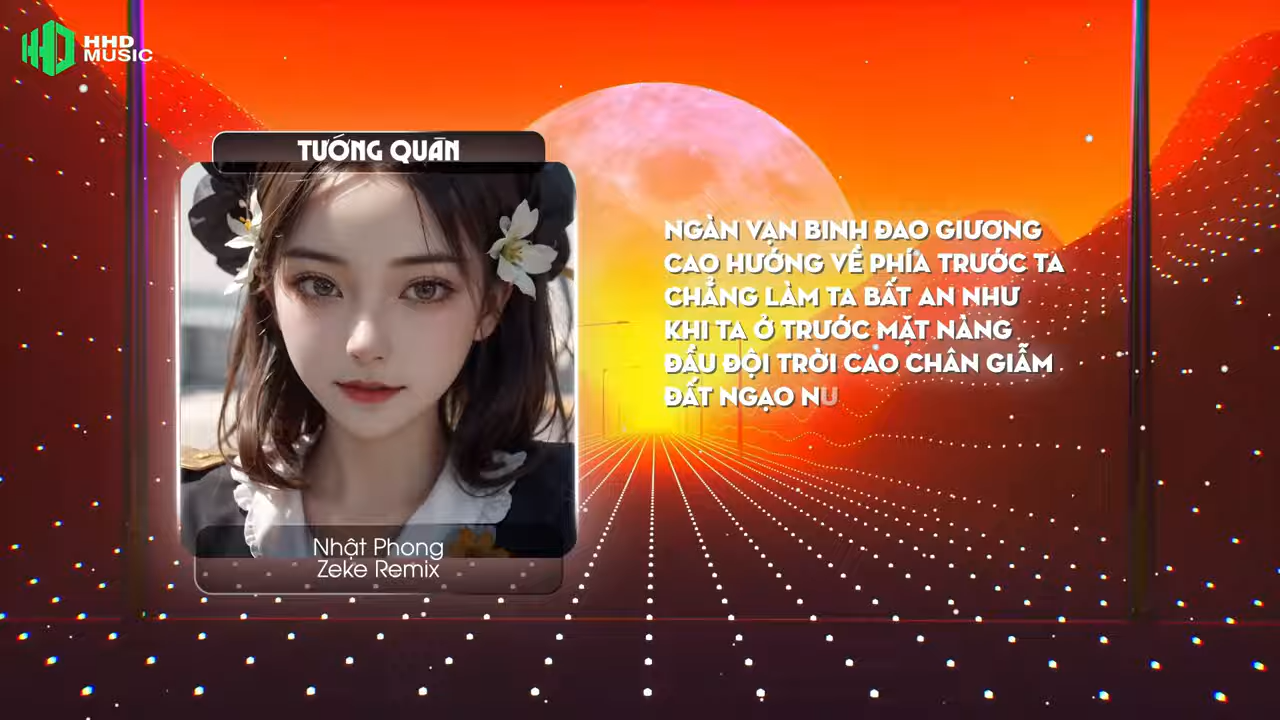 HHD
MUSIC
TƯỚNG QUÂN
NGÀN VẠN BINH ĐAO GIƯƠNG
CAO HƯỚNG VỀ PHÍA TRƯỚC TA
CHẲNG LÀM TA BẤT AN NHƯ
KHI TA Ở TRƯỚC MẶT NÀNG
ĐẦU ĐỘI TRỜI CAO CHÂN GIẪM
ĐẤT NGẠO NU
Nhật Phong
Zeke Remix